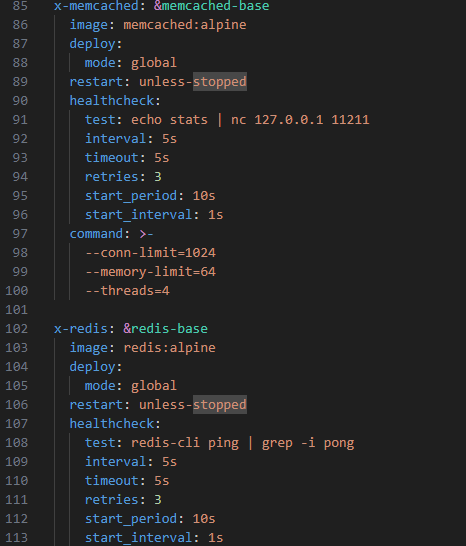 85 x-memcached: &memcached-base
86   image: memcached:alpine
87   deploy:
88     mode: global
89   restart: unless-stopped
90   healthcheck:
91     test: echo stats | nc 127.0.0.1 11211
92     interval: 5s
93     timeout: 5s
94     retries: 3
95     start_period: 10s
96     start_interval: 1s
97   command: >-
98     --conn-limit=1024
99     --memory-limit=64
100     --threads=4
101
102 x-redis: &redis-base
103   image: redis:alpine
104   deploy:
105     mode: global
106   restart: unless-stopped
107   healthcheck:
108     test: redis-cli ping | grep -i pong
109     interval: 5s
110     timeout: 5s
111     retries: 3
112     start_period: 10s
113     start_interval: 1s